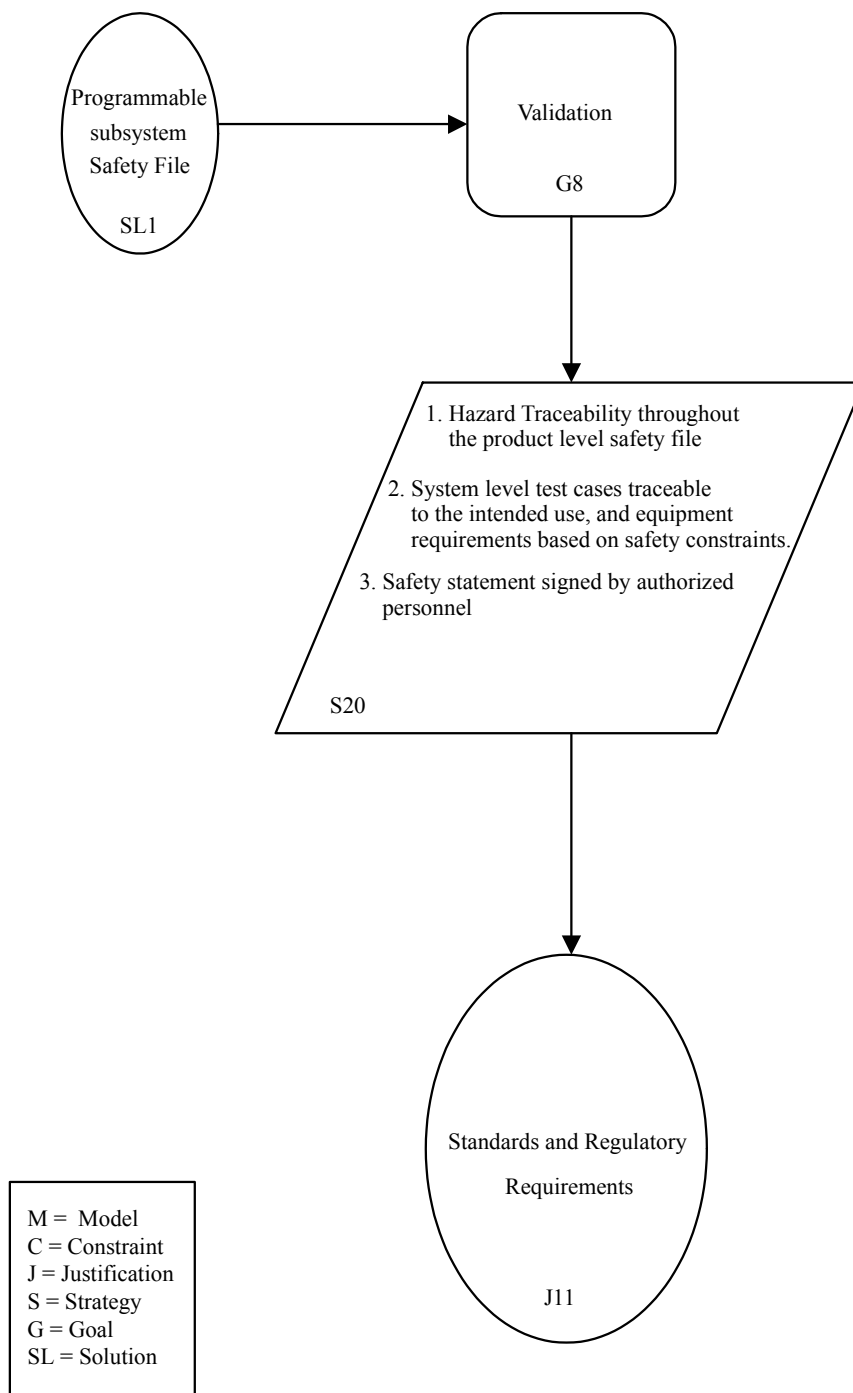 Programmable
subsystem
Safety File
SL1
Validation
G8
1. Hazard Traceability throughout
the product level safety file
2. System level test cases traceable
to the intended use, and equipment
requirements based on safety constraints.
3. Safety statement signed by authorized
personnel
S20
Standards and Regulatory
Requirements
J11
M = Model
C = Constraint
J = Justification
S = Strategy
G = Goal
SL = Solution